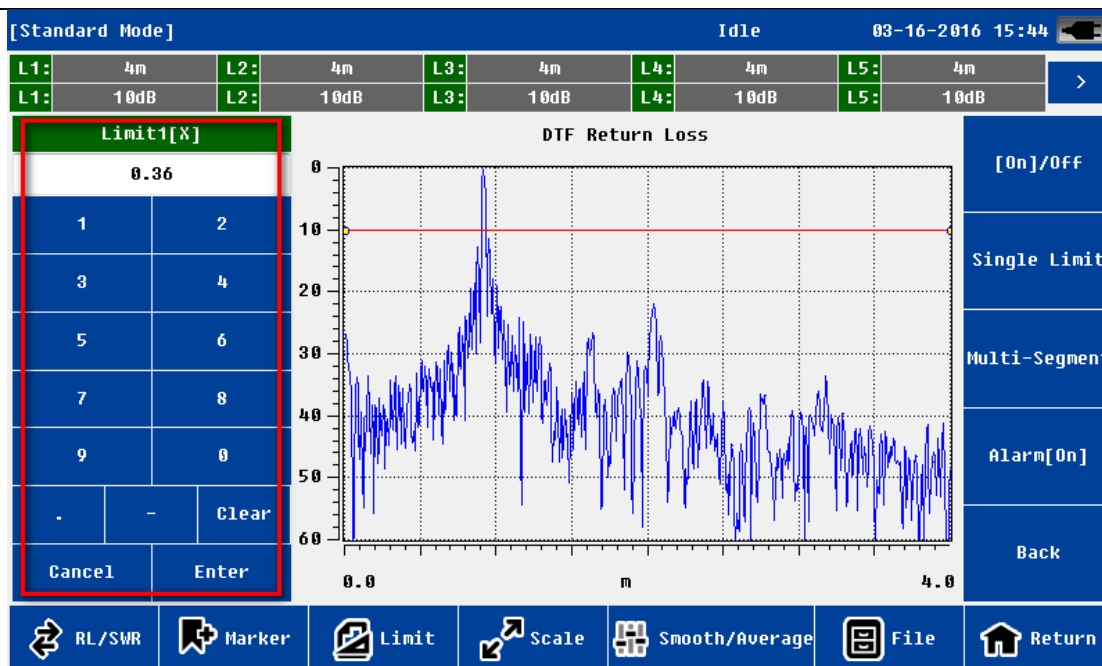 [Standard Mode] Idle 03-16-2016 15:44
L1: 4m L2: 4m L3: 4m L4: 4m L5: 4m >
L1: 10dB L2: 10dB L3: 10dB L4: 10dB L5: 10dB
Limit1[X]
0.36
1 2
3 4
5 6
7 8
9 0
. - Clear
Cancel Enter
DTF Return Loss
0
10
20
30
40
50
60
0.0 m 4.0
[On]/Off
Single Limit
Multi-Segmen
Alarm[On]
Back
RL/SWR Marker Limit Scale Smooth/Average File Return